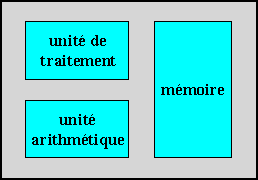 unité de
traitement
unité
arithmétique
mémoire